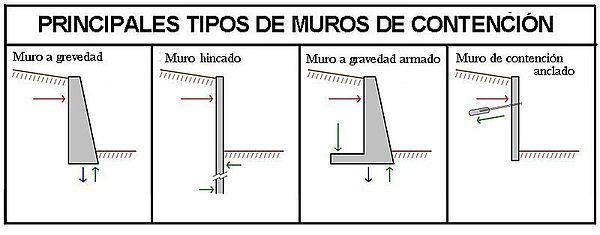 PRINCIPALES TIPOS DE MUROS DE CONTENCIÓN
Muro a grevedad
Muro hincado
Muro a gravedad armado
Muro de contención
anclado